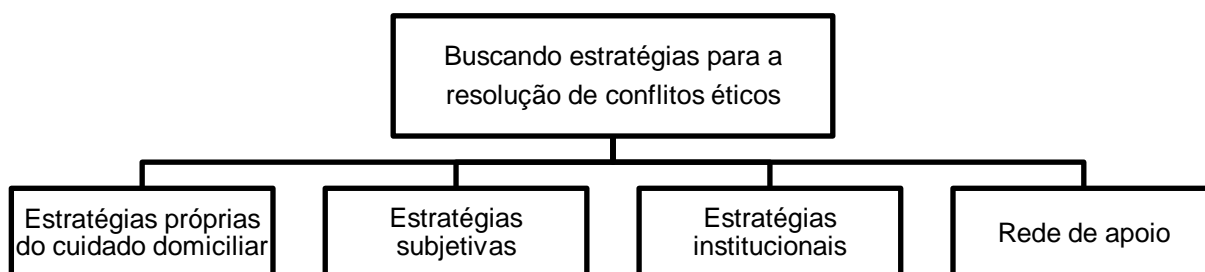 Buscando estratégias para a
resolução de conflitos éticos
Estratégias próprias
do cuidado domiciliar
Estratégias
subjetivas
Estratégias
institucionais
Rede de apoio